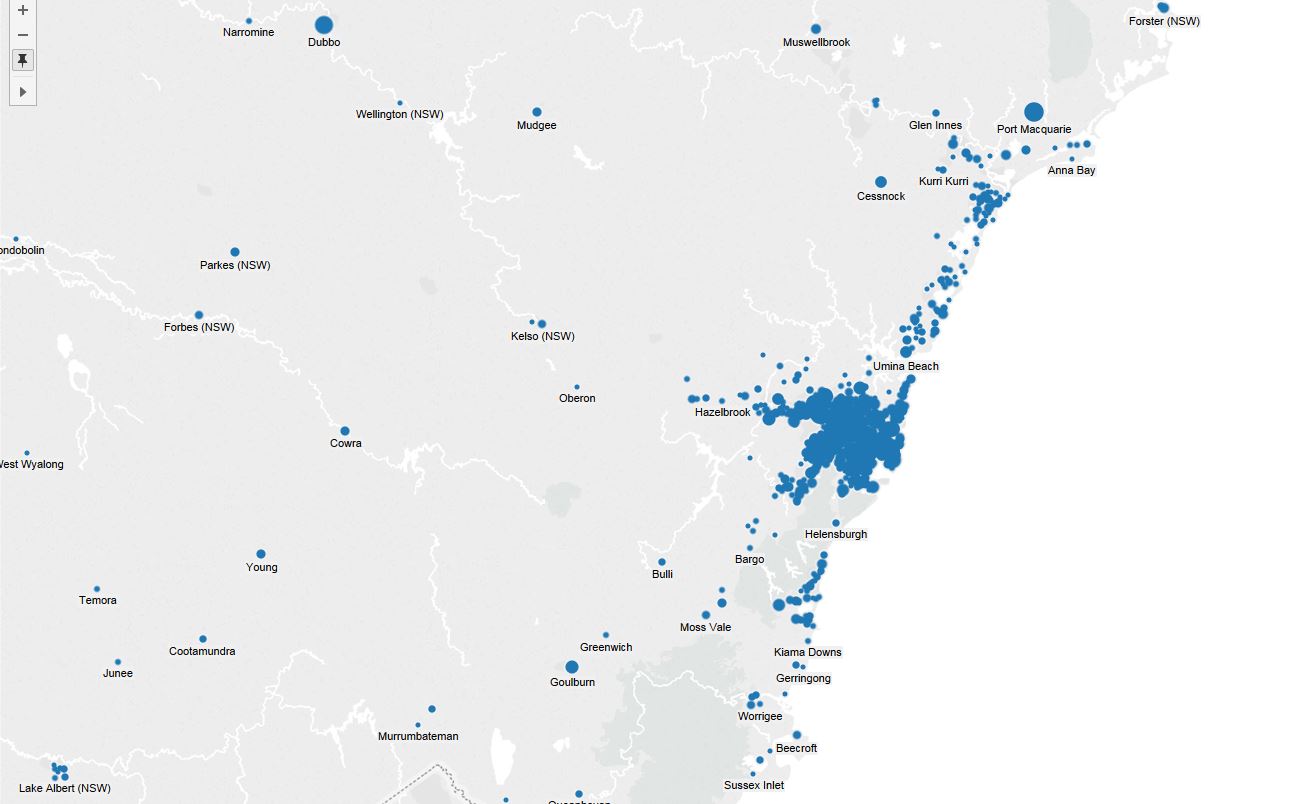 Forster (NSW)
Narromine
Dubbo
Muswellbrook
Wellington (NSW)
Mudgee
Glen Innes
Port Macquarie
Anna Bay
Kurri Kurri
Cessnock
ondobolin
Parkes (NSW)
Forbes (NSW)
Kelso (NSW)
Umina Beach
Oberon
Hazelbrook
Cowra
West Wyalong
Helensburgh
Bargo
Young
Bulli
Temora
Moss Vale
Greenwich
Cootamundra
Kiama Downs
Junee
Gerringong
Goulburn
Worrigee
Murrumbateman
Beecroft
Sussex Inlet
Lake Albert (NSW)